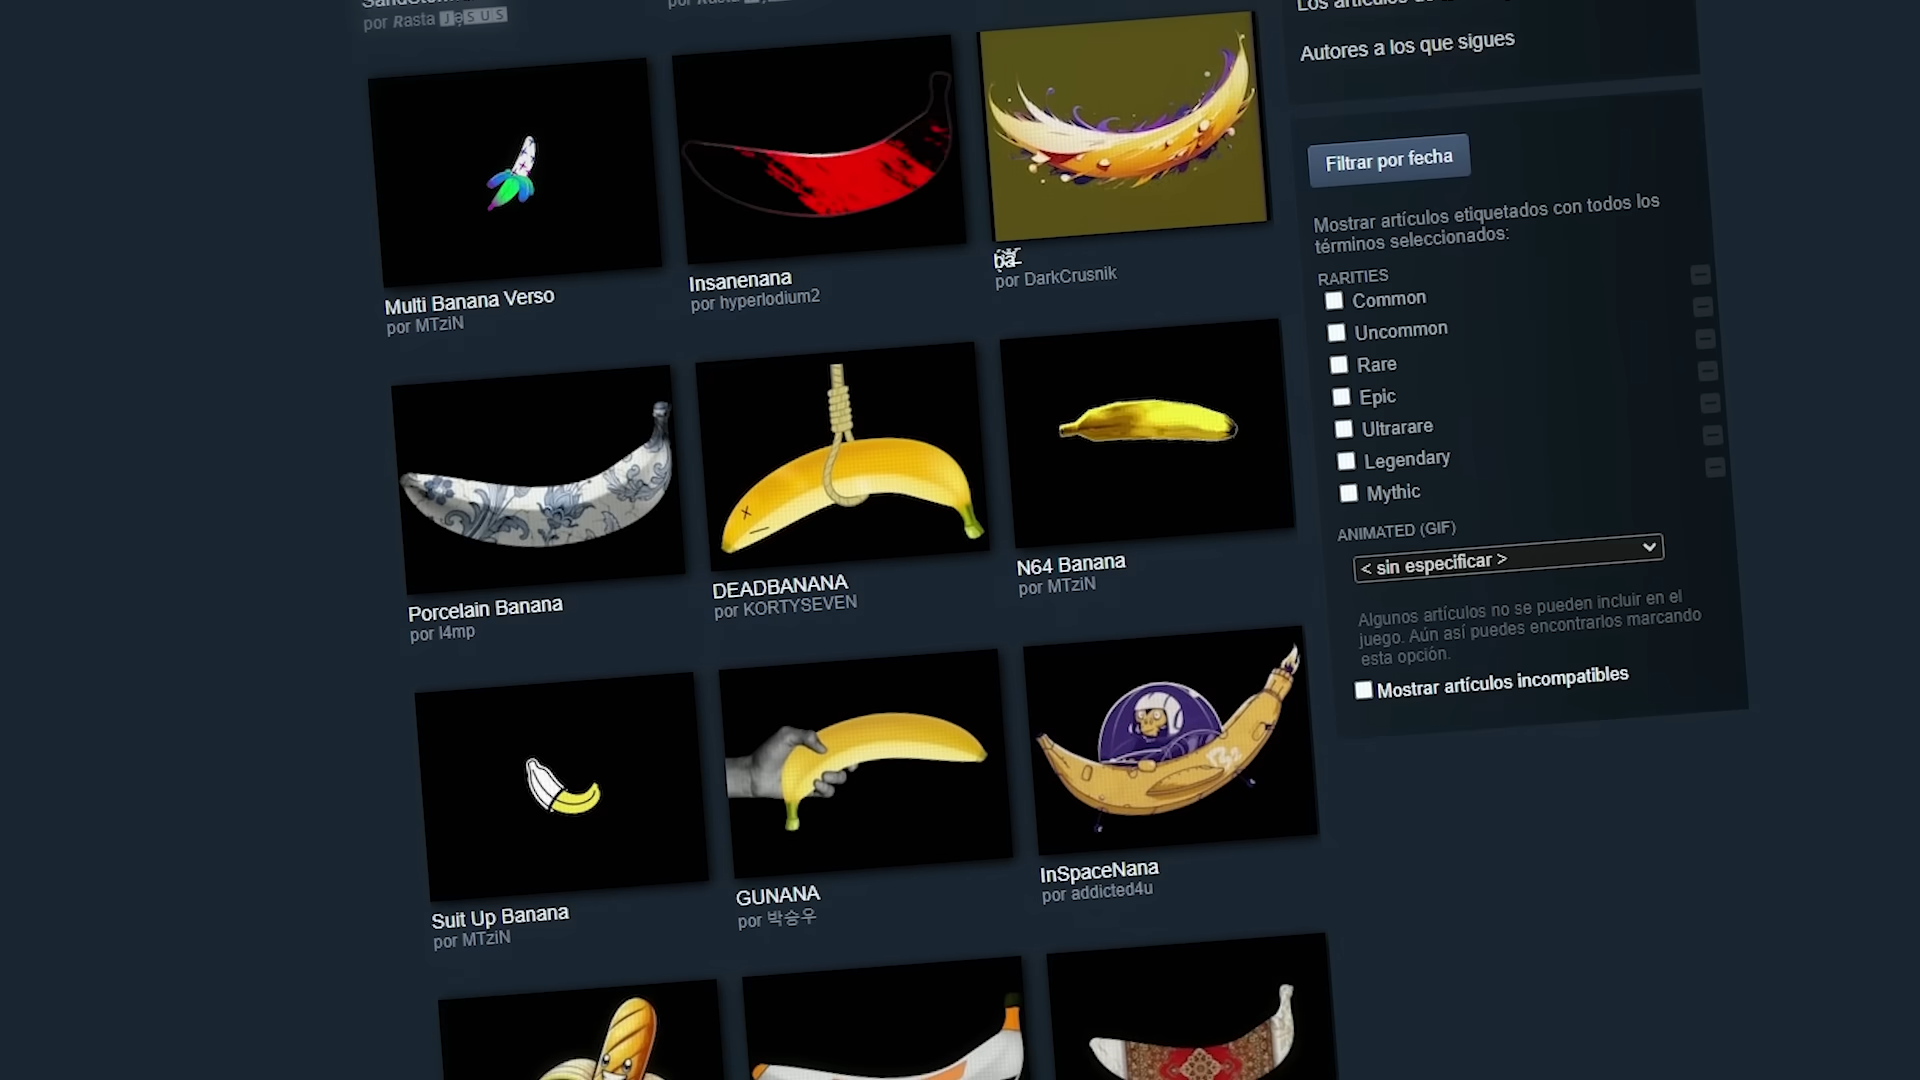 por Rasta JESUS
Autores a los que sigues
Multi Banana Verso
por MTziN
Insanenana
por hyperlodium2
por DarkCrusnik
Porcelain Banana
por l4mp
DEADBANANA
por KORTYSEVEN
N64 Banana
por MTziN
Suit Up Banana
por MTziN
GUNANA
por 박승우
InSpaceNana
por addicted4u
Filtrar por fecha
Mostrar artículos etiquetados con todos los
términos seleccionados:
RARITIES
Common
Uncommon
Rare
Epic
Ultrarare
Legendary
Mythic
ANIMATED (GIF)
< sin especificar >
Algunos artículos no se pueden incluir en el
juego. Aún así puedes encontrarlos marcando
esta opción.
Mostrar artículos incompatibles